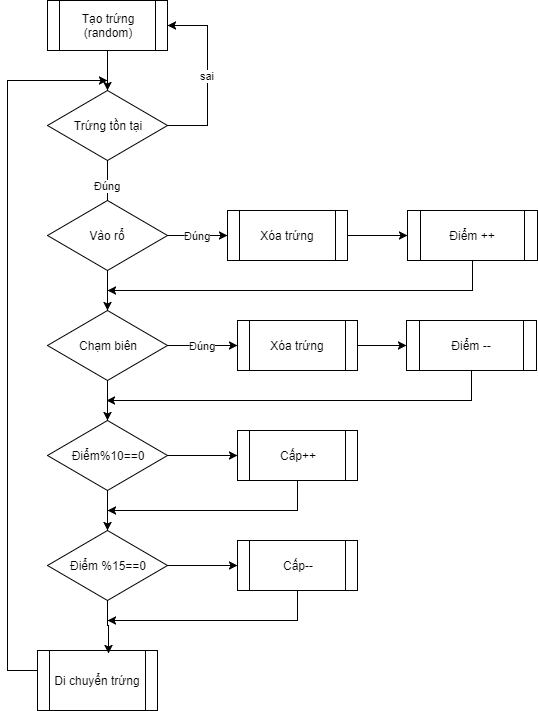 Tạo trứng
(random)
sai
Trứng tồn tại
Đúng
Vào rổ
Đúng
Xóa trứng
Điểm ++
Chạm biên
Đúng
Xóa trứng
Điểm --
Điểm%10==0
Cấp++
Điểm %15==0
Cấp--
Di chuyển trứng